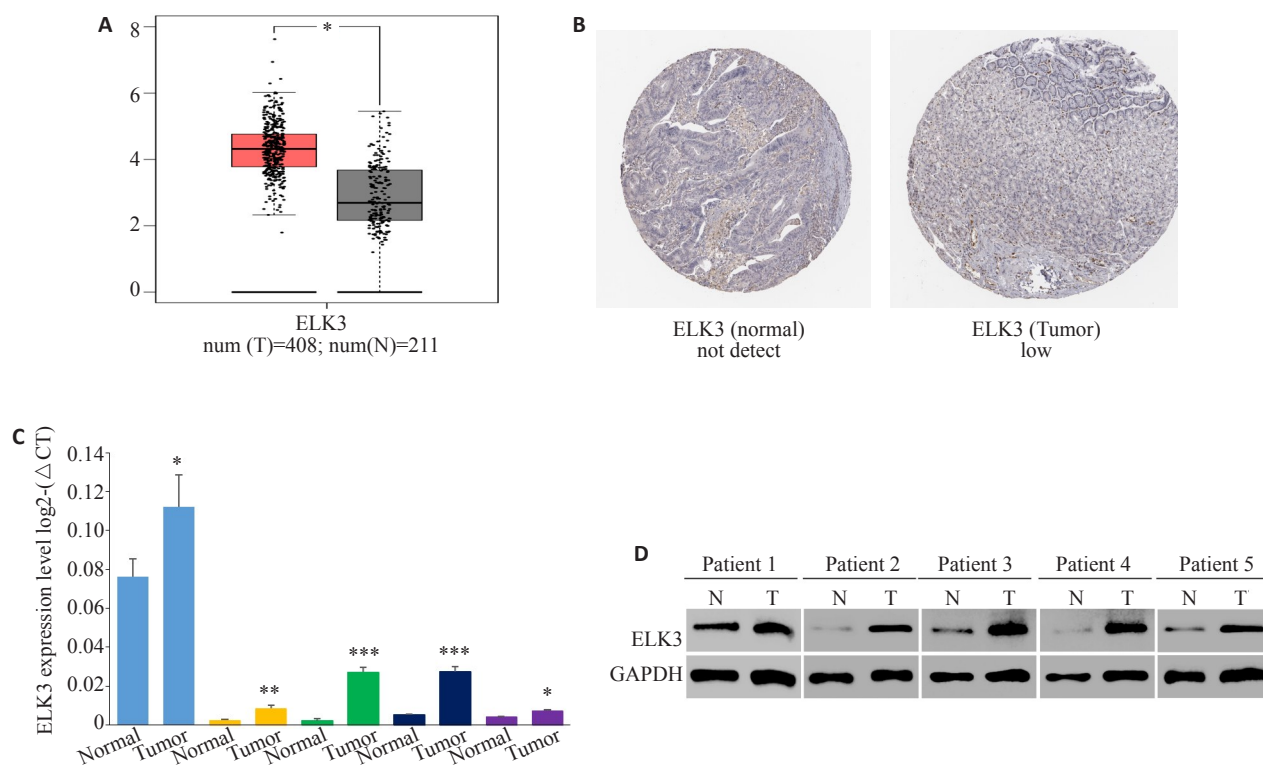 A
8
6
4
2
0
*
ELK3
num (T)=408; num(N)=211
B
ELK3 (normal)
not detect
ELK3 (Tumor)
low
C
ELK3 expression level log2-(△CT)
0.14
0.12
0.10
0.08
0.06
0.04
0.02
0
*
**
***
***
*
Normal
Tumor
Normal
Tumor
Normal
Tumor
Normal
Tumor
Normal
Tumor
D
Patient 1 Patient 2 Patient 3 Patient 4 Patient 5
N T N T N T N T N T
ELK3
GAPDH